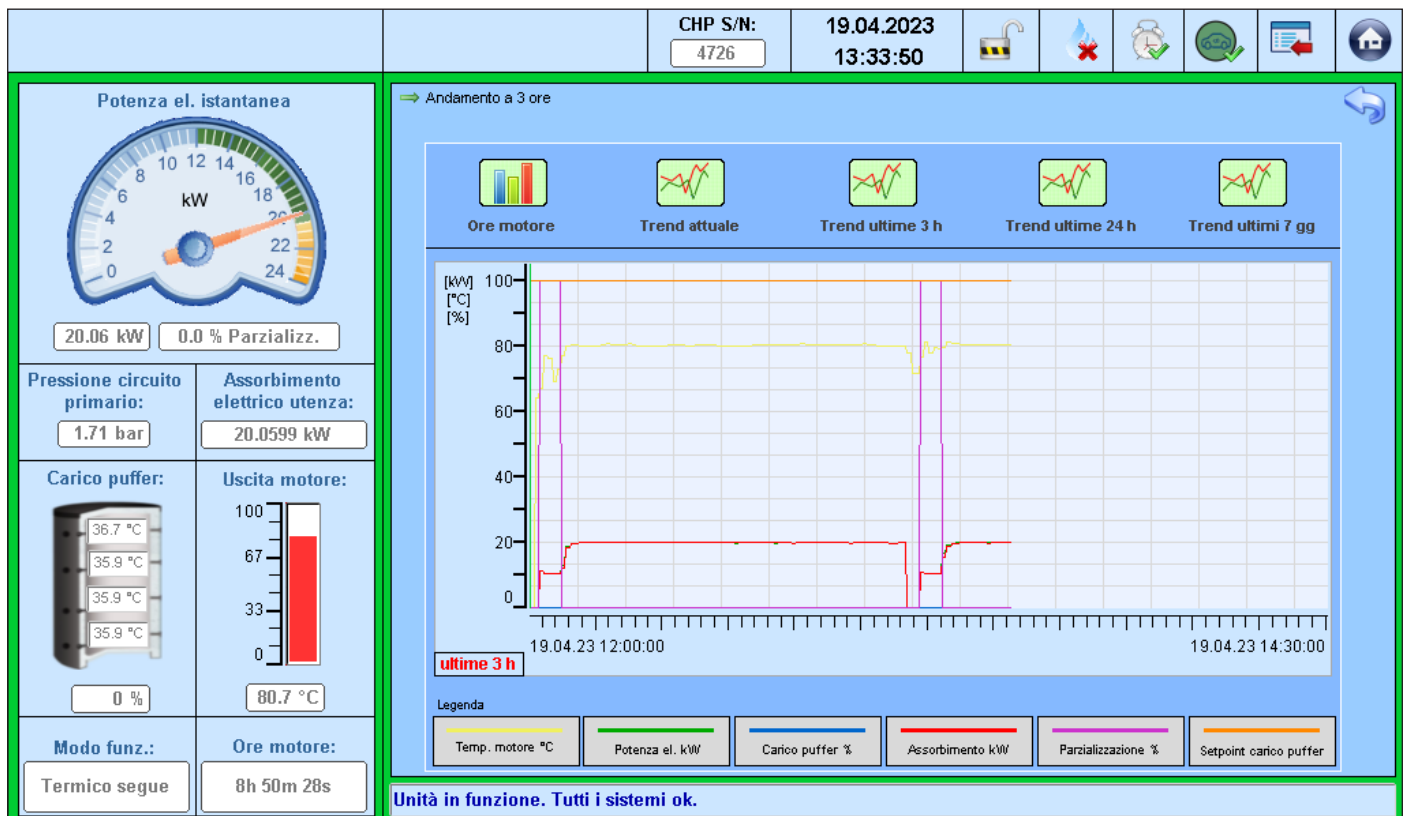 CHP S/N:
4726
19.04.2023
13:33:50
Potenza el. istantanea
0
2
4
6
8
10
12
14
16
18
20
22
24
kW
20.06 kW
0.0 % Parzializz.
Pressione circuito
primario:
1.71 bar
Assorbimento
elettrico utenza:
20.0599 kW
Carico puffer:
36.7 °C
35.9 °C
35.9 °C
35.9 °C
0 %
Uscita motore:
100
67
33
0
80.7 °C
Modo funz.:
Termico segue
Ore motore:
8h 50m 28s
Andamento a 3 ore
Ore motore
Trend attuale
Trend ultime 3 h
Trend ultime 24 h
Trend ultimi 7 gg
[kW]
[°C]
[%]
100
80
60
40
20
0
19.04.23 12:00:00
19.04.23 14:30:00
ultime 3 h
Legenda
Temp. motore °C
Potenza el. kW
Carico puffer %
Assorbimento kW
Parzializzazione %
Setpoint carico puffer
Unità in funzione. Tutti i sistemi ok.